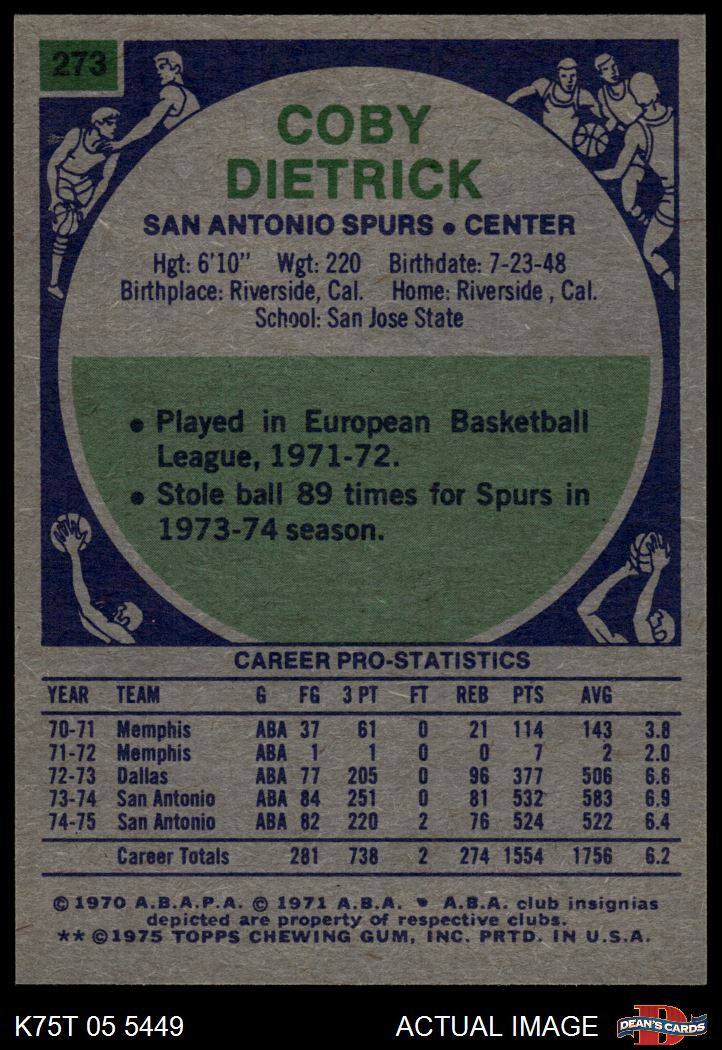 273
COBY
DIETRICK
SAN ANTONIO SPURS • CENTER
Hgt: 6'10" Wgt: 220 Birthdate: 7-23-48
Birthplace: Riverside, Cal. Home: Riverside , Cal.
School: San Jose State
• Played in European Basketball
League, 1971-72.
• Stole ball 89 times for Spurs in
1973-74 season.
CAREER PRO-STATISTICS
YEAR TEAM G FG 3 PT FT REB PTS AVG
70-71 Memphis ABA 37 61 0 21 114 143 3.8
71-72 Memphis ABA 1 1 0 0 7 2 2.0
72-73 Dallas ABA 77 205 0 96 377 506 6.6
73-74 San Antonio ABA 84 251 0 81 532 583 6.9
74-75 San Antonio ABA 82 220 2 76 524 522 6.4
Career Totals 281 738 2 274 1554 1756 6.2
© 1970 A.B.A.P.A. © 1971 A.B.A. • A.B.A. club insignias
depicted are property of respective clubs.
** © 1975 TOPPS CHEWING GUM, INC. PRTD. IN U.S.A.
K75T 05 5449 ACTUAL IMAGE DEAN'S CARDS